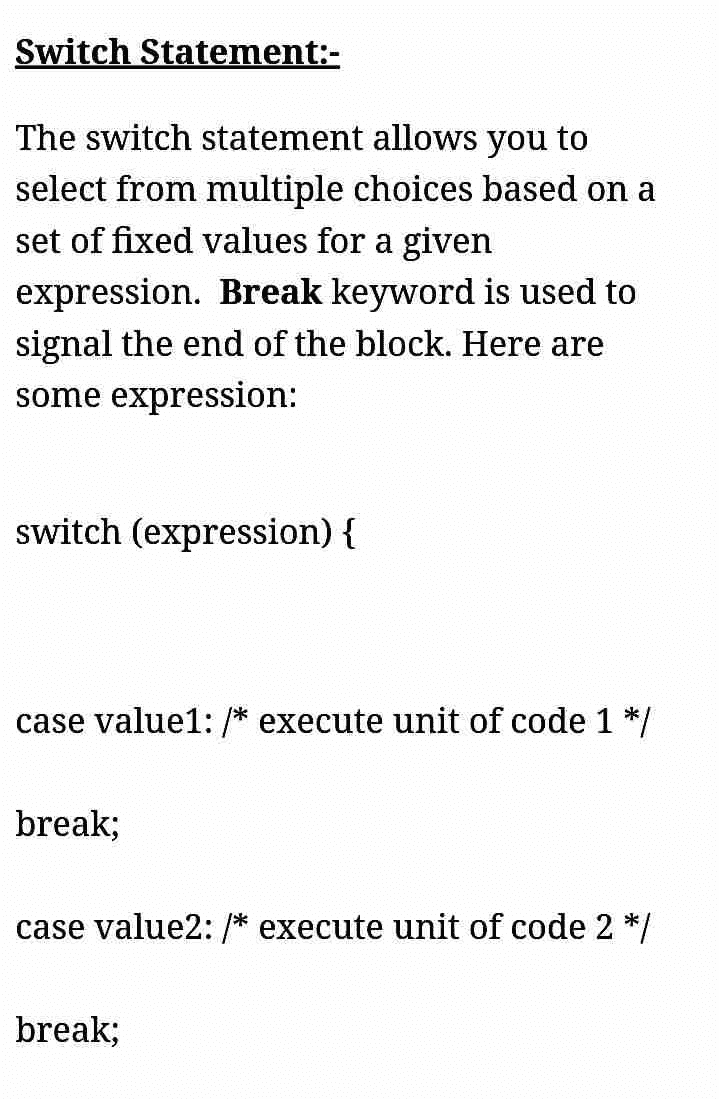 Switch Statement:-
The switch statement allows you to
select from multiple choices based on a
set of fixed values for a given
expression.  Break keyword is used to
signal the end of the block. Here are
some expression:
switch (expression) {
case value1: /* execute unit of code 1 */
break;
case value2: /* execute unit of code 2 */
break;